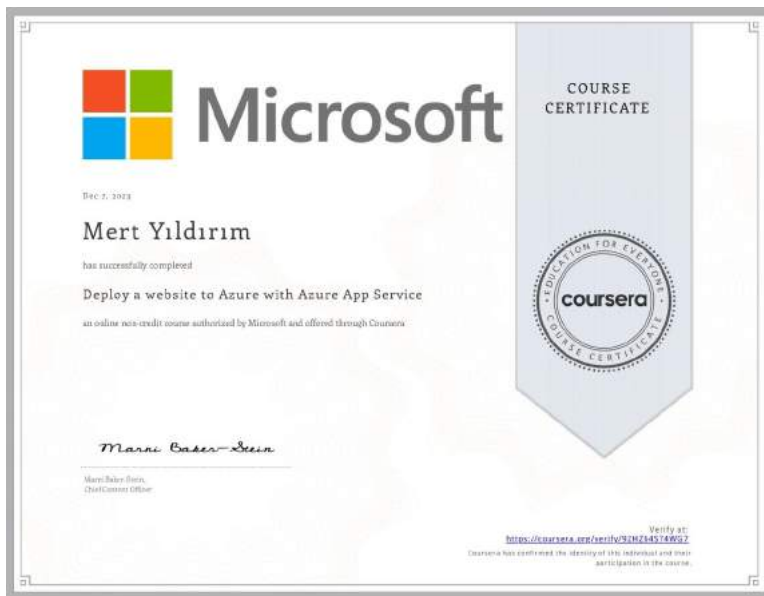 Microsoft
COURSE
CERTIFICATE
Dec 7, 2023
Mert Yıldırım
has successfully completed
Deploy a website to Azure with Azure App Service
an online non-credit course authorized by Microsoft and offered through Coursera
EDUCATION FOR EVERYONE
coursera
COURSE CERTIFICATE
Marni Baker-Stein
Marni Baker-Stein,
Chief Content Officer
Verify at:
https://coursera.org/verify/
Coursera has confirmed the identity of this individual and their
participation in the course.